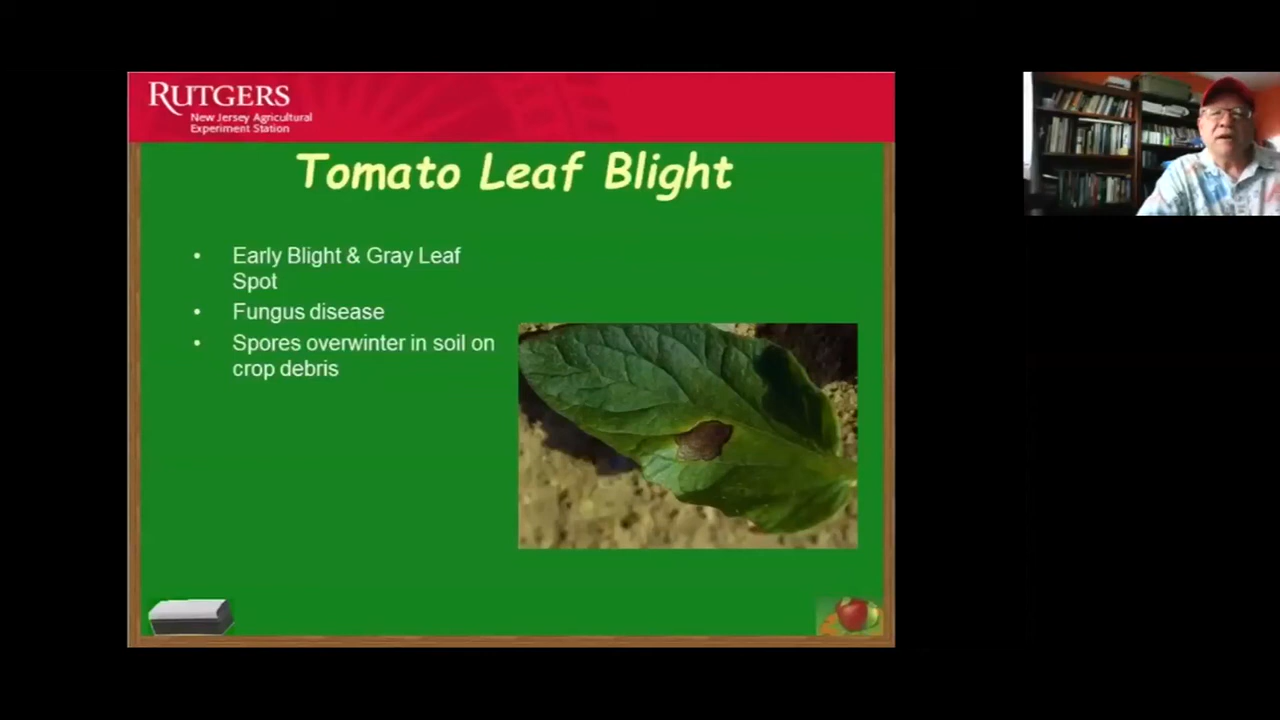 RUTGERS
New Jersey Agricultural
Experiment Station
Tomato Leaf Blight
• Early Blight & Gray Leaf
Spot
• Fungus disease
• Spores overwinter in soil on
crop debris